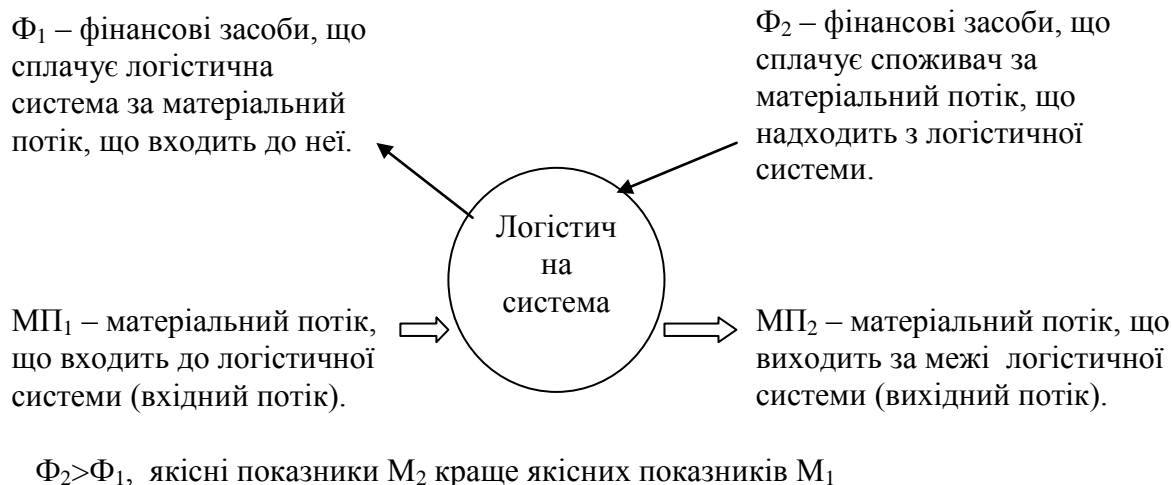 Ф₁ – фінансові засоби, що
сплачує логістична
система за матеріальний
потік, що входить до неї.
Ф₂ – фінансові засоби, що
сплачує споживач за
матеріальний потік, що
надходить з логістичної
системи.
Логістич
на
система
МП₁ – матеріальний потік,
що входить до логістичної
системи (вхідний потік).
МП₂ – матеріальний потік, що
виходить за межі логістичної
системи (вихідний потік).
Ф₂>Ф₁, якісні показники М₂ краще якісних показників М₁